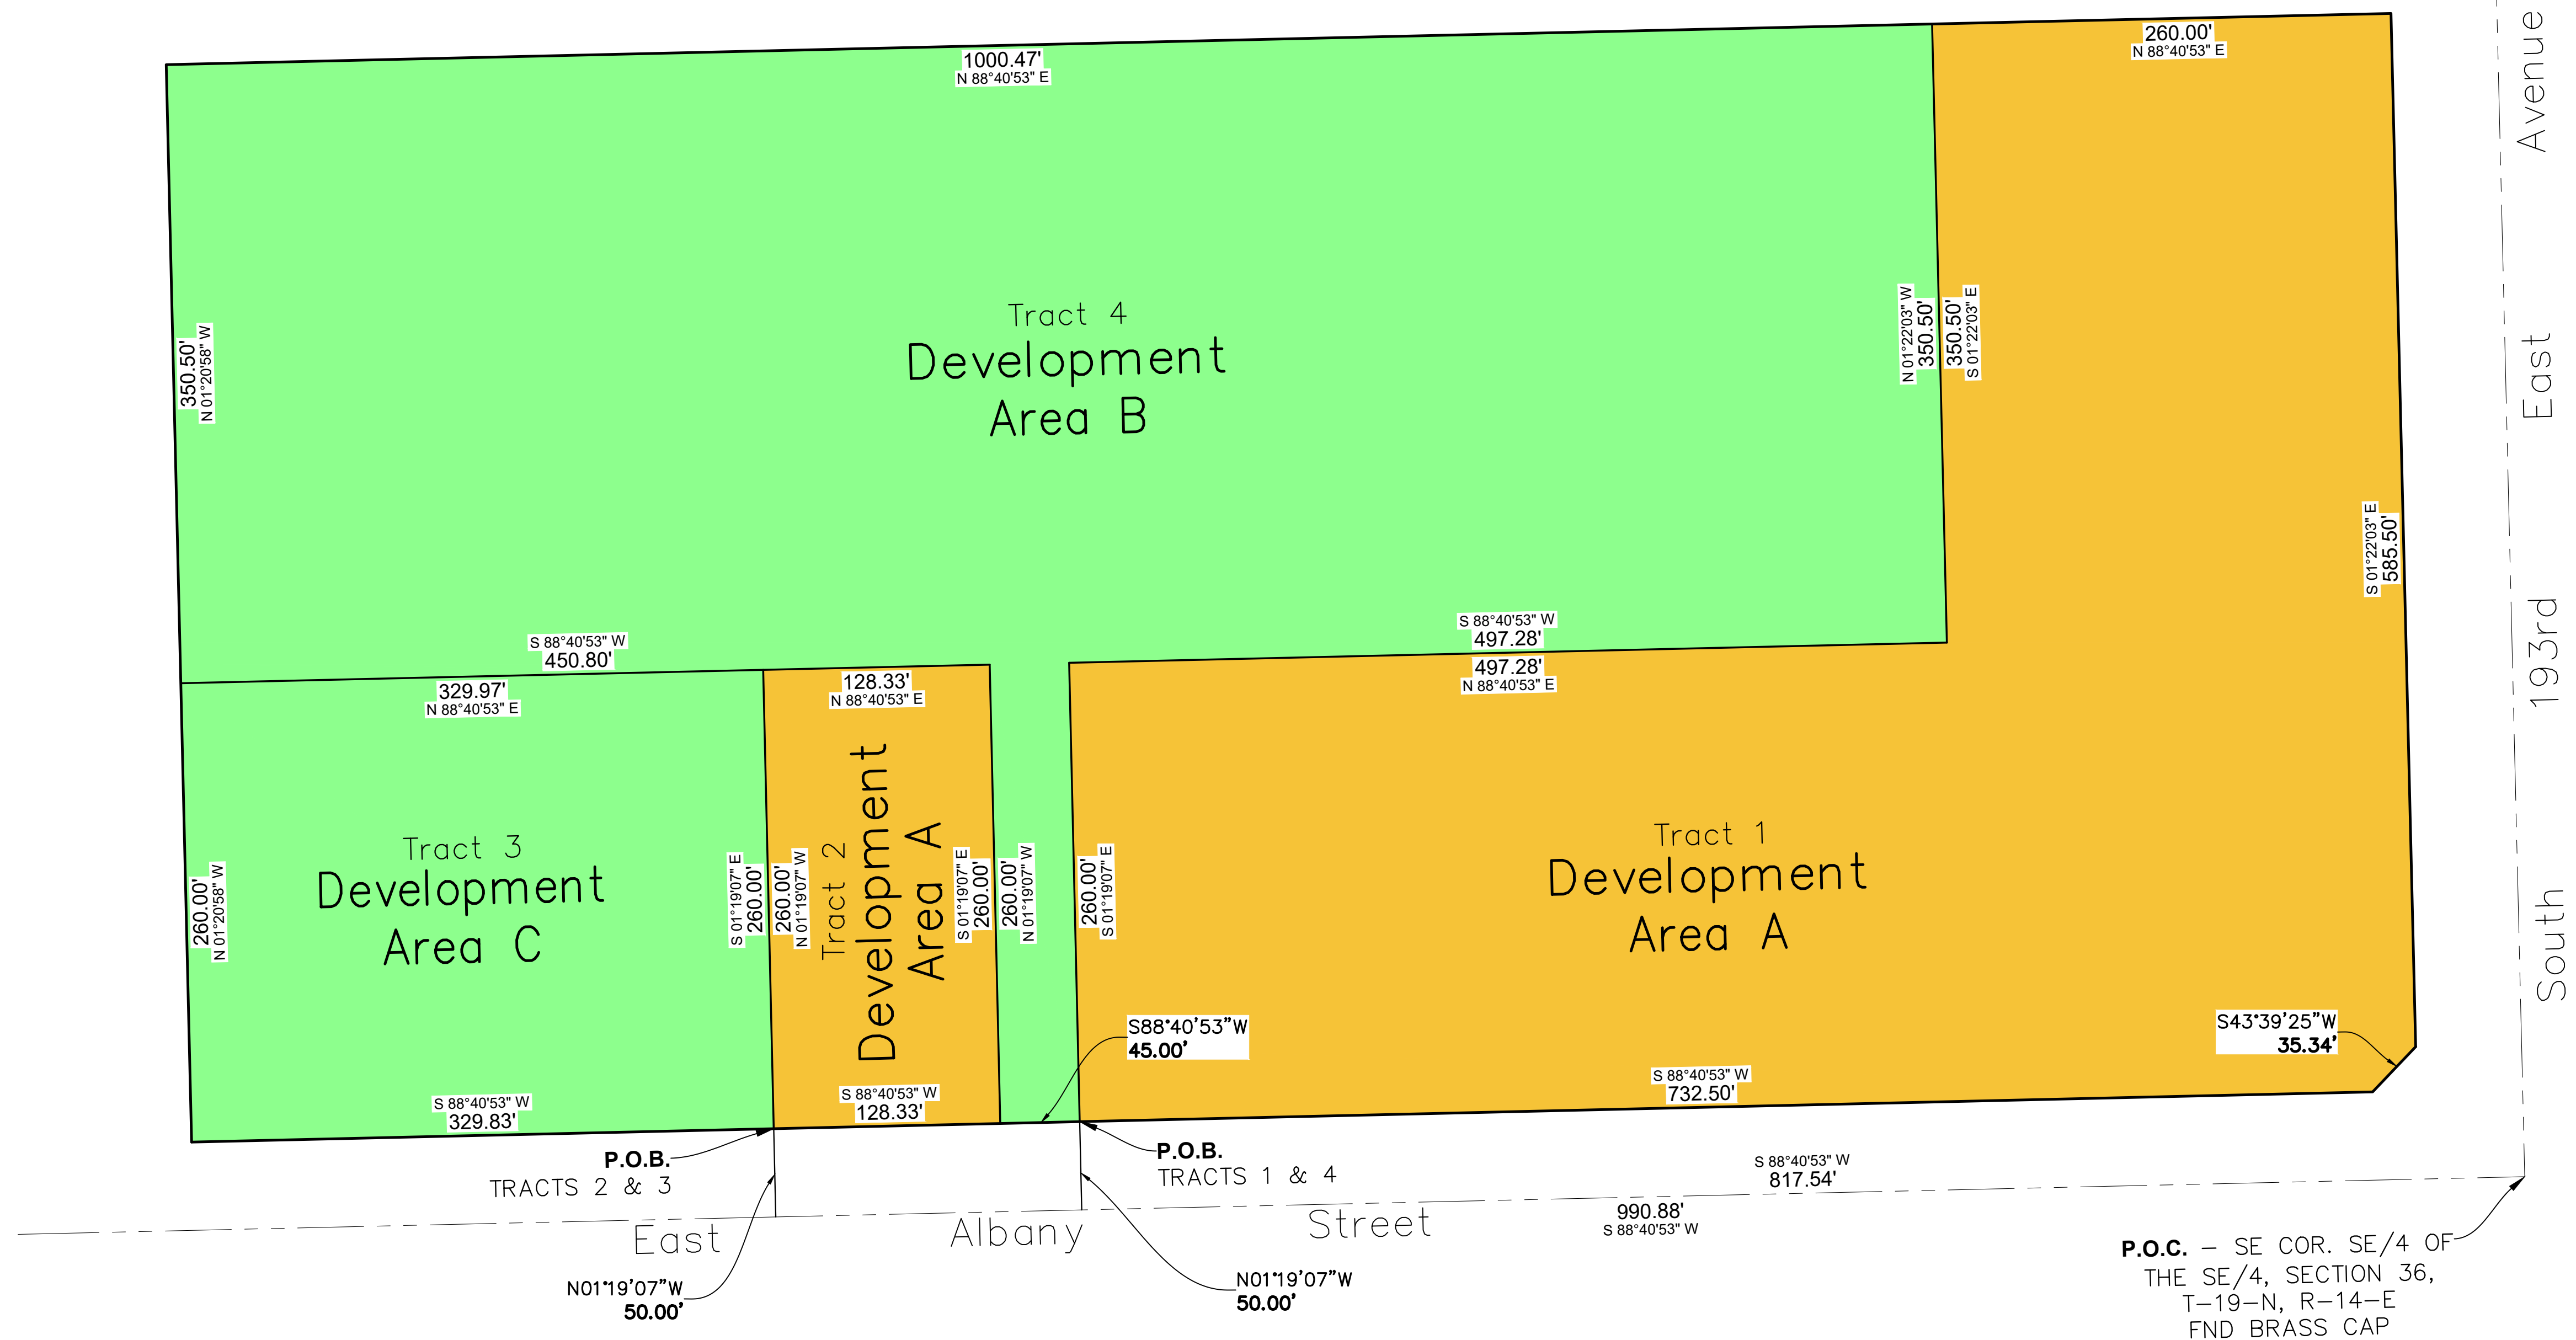 260.00'
N 88°40'53" E
1000.47'
N 88°40'53" E
Avenue
East
193rd
South
350.50'
N 01°20'58" W
Tract 4
Development
Area B
N 01°22'03" W
350.50'
350.50'
S 01°22'03" E
S 01°22'03" E
585.50'
S 88°40'53" W
450.80'
329.97'
N 88°40'53" E
128.33'
N 88°40'53" E
S 88°40'53" W
497.28'
497.28'
N 88°40'53" E
260.00'
N 01°20'58" W
Tract 3
Development
Area C
S 01°19'07" E
260.00'
260.00'
N 01°19'07" W
Tract 2
Development
Area A
S 01°19'07" E
260.00'
260.00'
N 01°19'07" W
260.00'
S 01°19'07" E
Tract 1
Development
Area A
S88°40'53"W
45.00'
S43°39'25"W
35.34'
S 88°40'53" W
329.83'
S 88°40'53" W
128.33'
S 88°40'53" W
732.50'
P.O.B.
TRACTS 2 & 3
P.O.B.
TRACTS 1 & 4
S 88°40'53" W
817.54'
990.88'
S 88°40'53" W
East Albany Street
N01°19'07"W
50.00'
N01°19'07"W
50.00'
P.O.C. – SE COR. SE/4 OF
THE SE/4, SECTION 36,
T–19–N, R–14–E
FND BRASS CAP